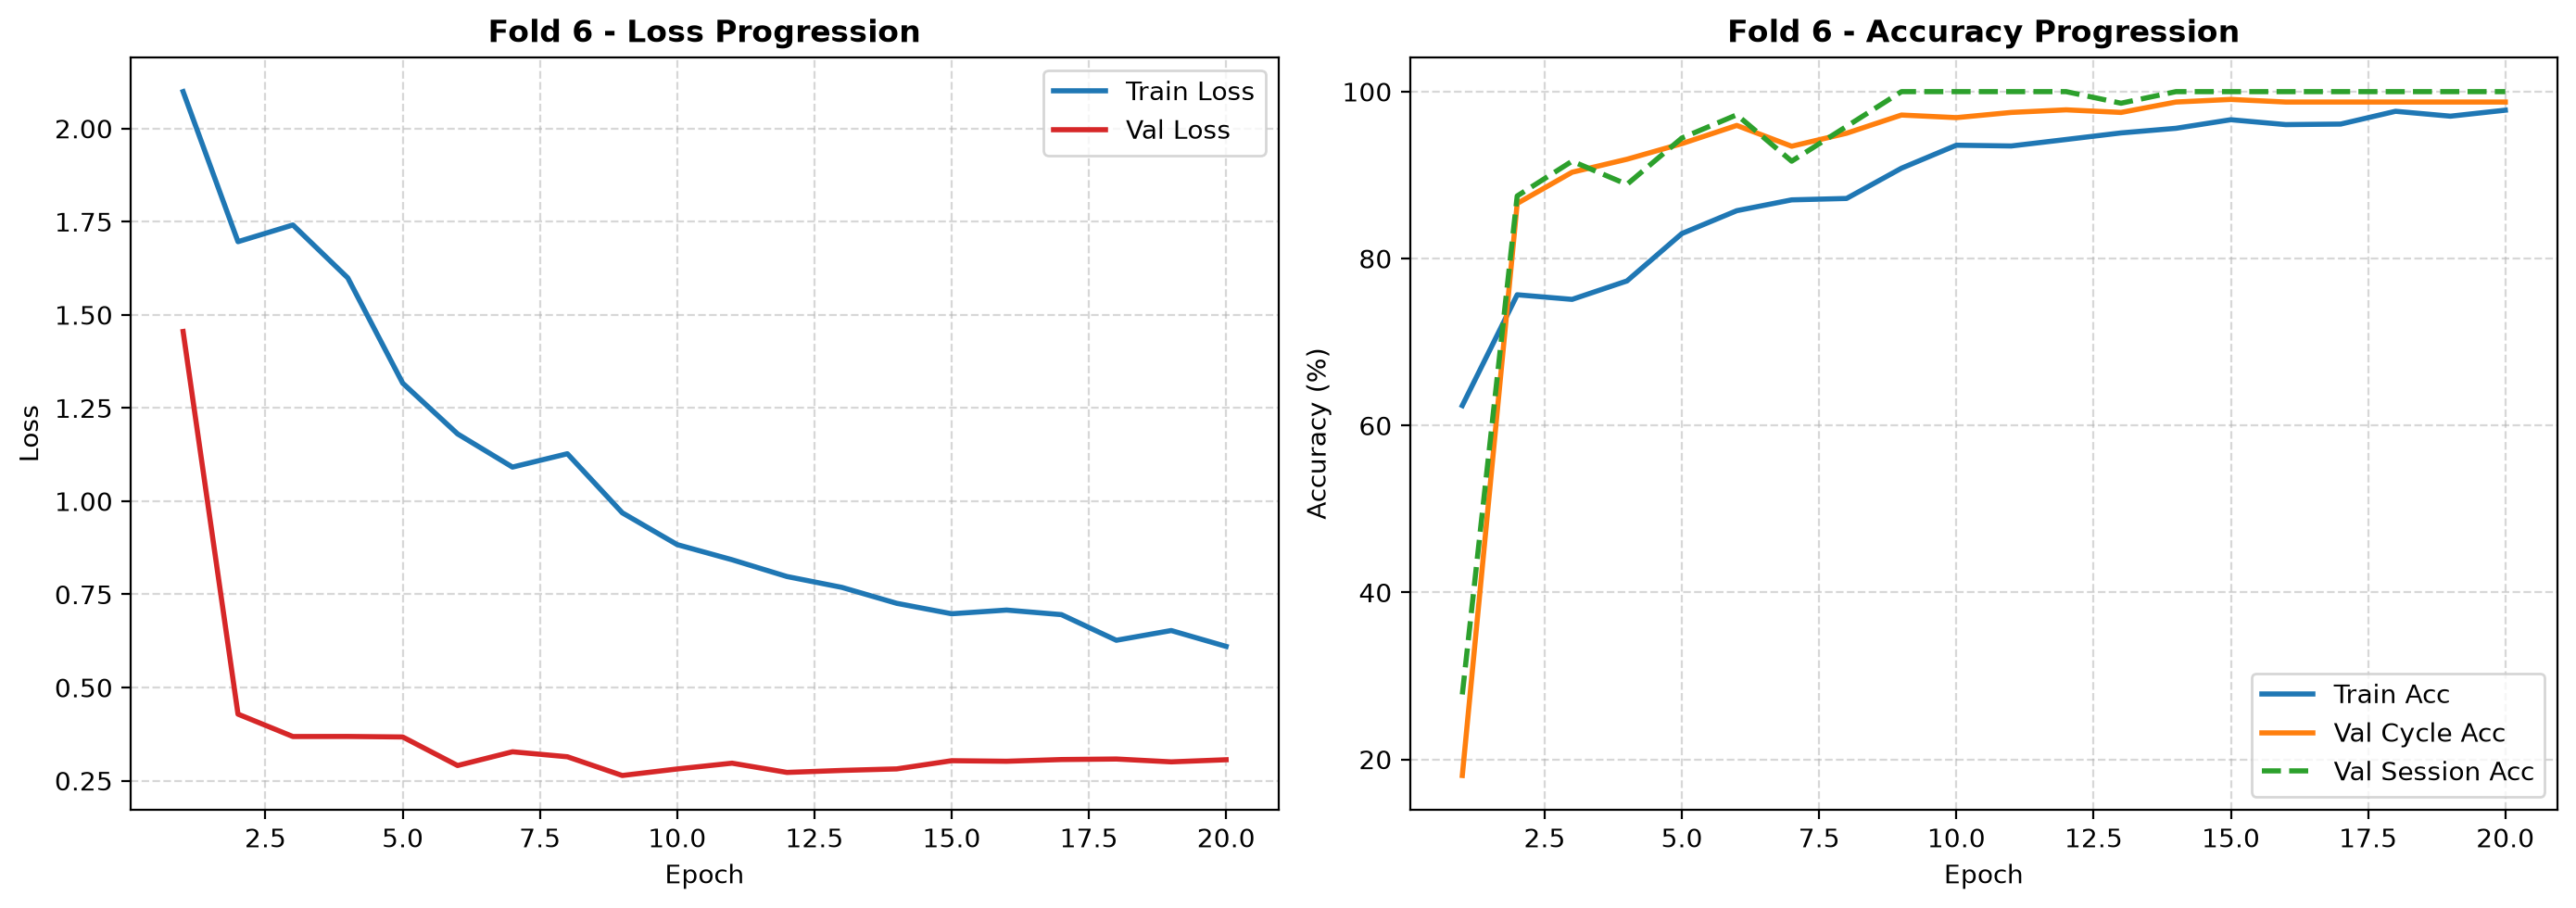 Fold 6 - Loss Progression
Train Loss
Val Loss
2.00
1.75
1.50
1.25
1.00
0.75
0.50
0.25
Loss
2.5 5.0 7.5 10.0 12.5 15.0 17.5 20.0
Epoch
Fold 6 - Accuracy Progression
100
80
60
40
20
Accuracy (%)
Train Acc
Val Cycle Acc
Val Session Acc
2.5 5.0 7.5 10.0 12.5 15.0 17.5 20.0
Epoch